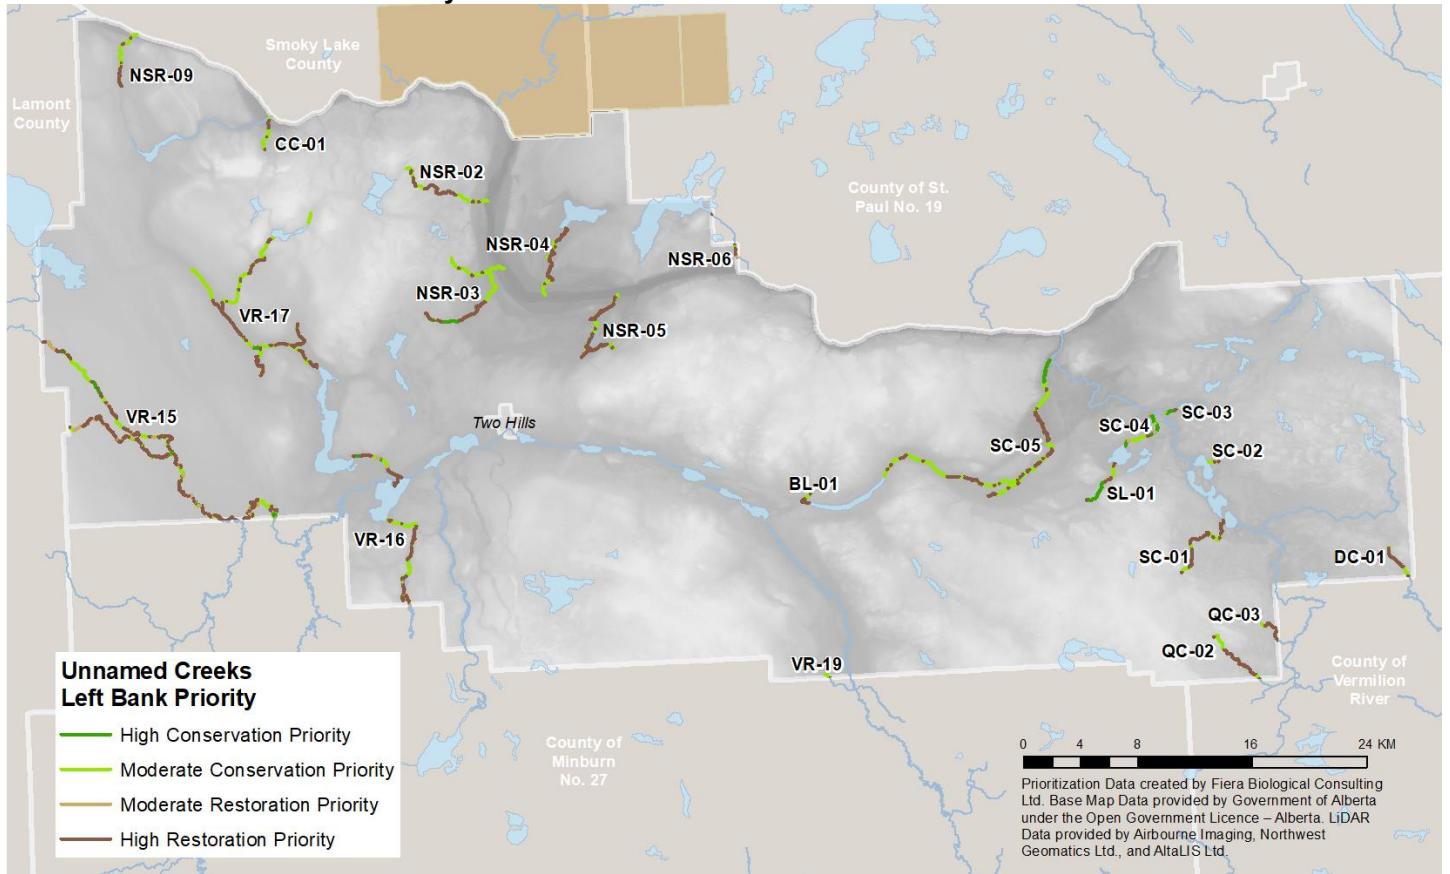 Smoky Lake
County
NSR-09
Lamont
County
CC-01
NSR-02
County of St.
Paul No. 19
NSR-04
NSR-06
NSR-03
VR-17
NSR-05
VR-15
Two Hills
SC-03
SC-04
SC-05
SC-02
BL-01
SL-01
VR-16
SC-01
DC-01
QC-03
QC-02
VR-19
County of
Vermilion
River
County of
Minburn
No. 27
Unnamed Creeks
Left Bank Priority
High Conservation Priority
Moderate Conservation Priority
Moderate Restoration Priority
High Restoration Priority
0 4 8 16 24 KM
Prioritization Data created by Fiera Biological Consulting
Ltd. Base Map Data provided by Government of Alberta
under the Open Government Licence – Alberta. LiDAR
Data provided by Airbourne Imaging, Northwest
Geomatics Ltd., and AltaLIS Ltd.